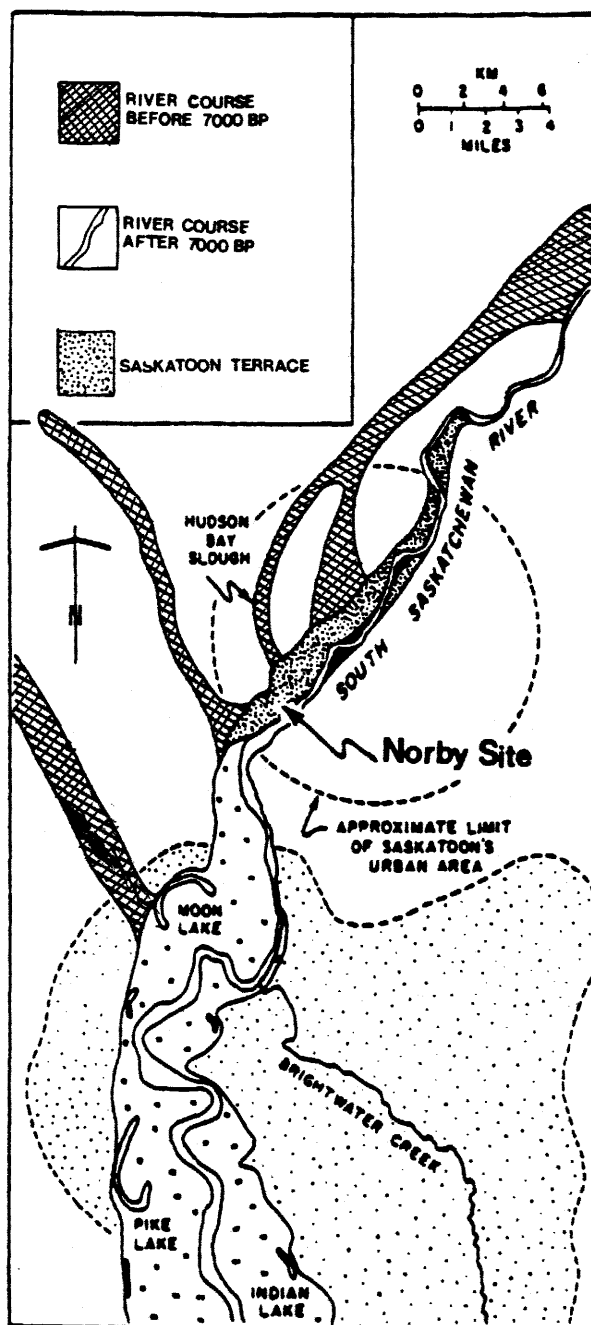 RIVER COURSE
BEFORE 7000 BP
RIVER COURSE
AFTER 7000 BP
SASKATOON TERRACE
KM
0 2 4 6
0 1 2 3 4
MILES
HUDSON
BAY
SLOUGH
N
SOUTH SASKATCHEWAN RIVER
Norby Site
APPROXIMATE LIMIT
OF SASKATOON'S
URBAN AREA
MOON
LAKE
BRIGHTWATER CREEK
PIKE
LAKE
INDIAN
LAKE